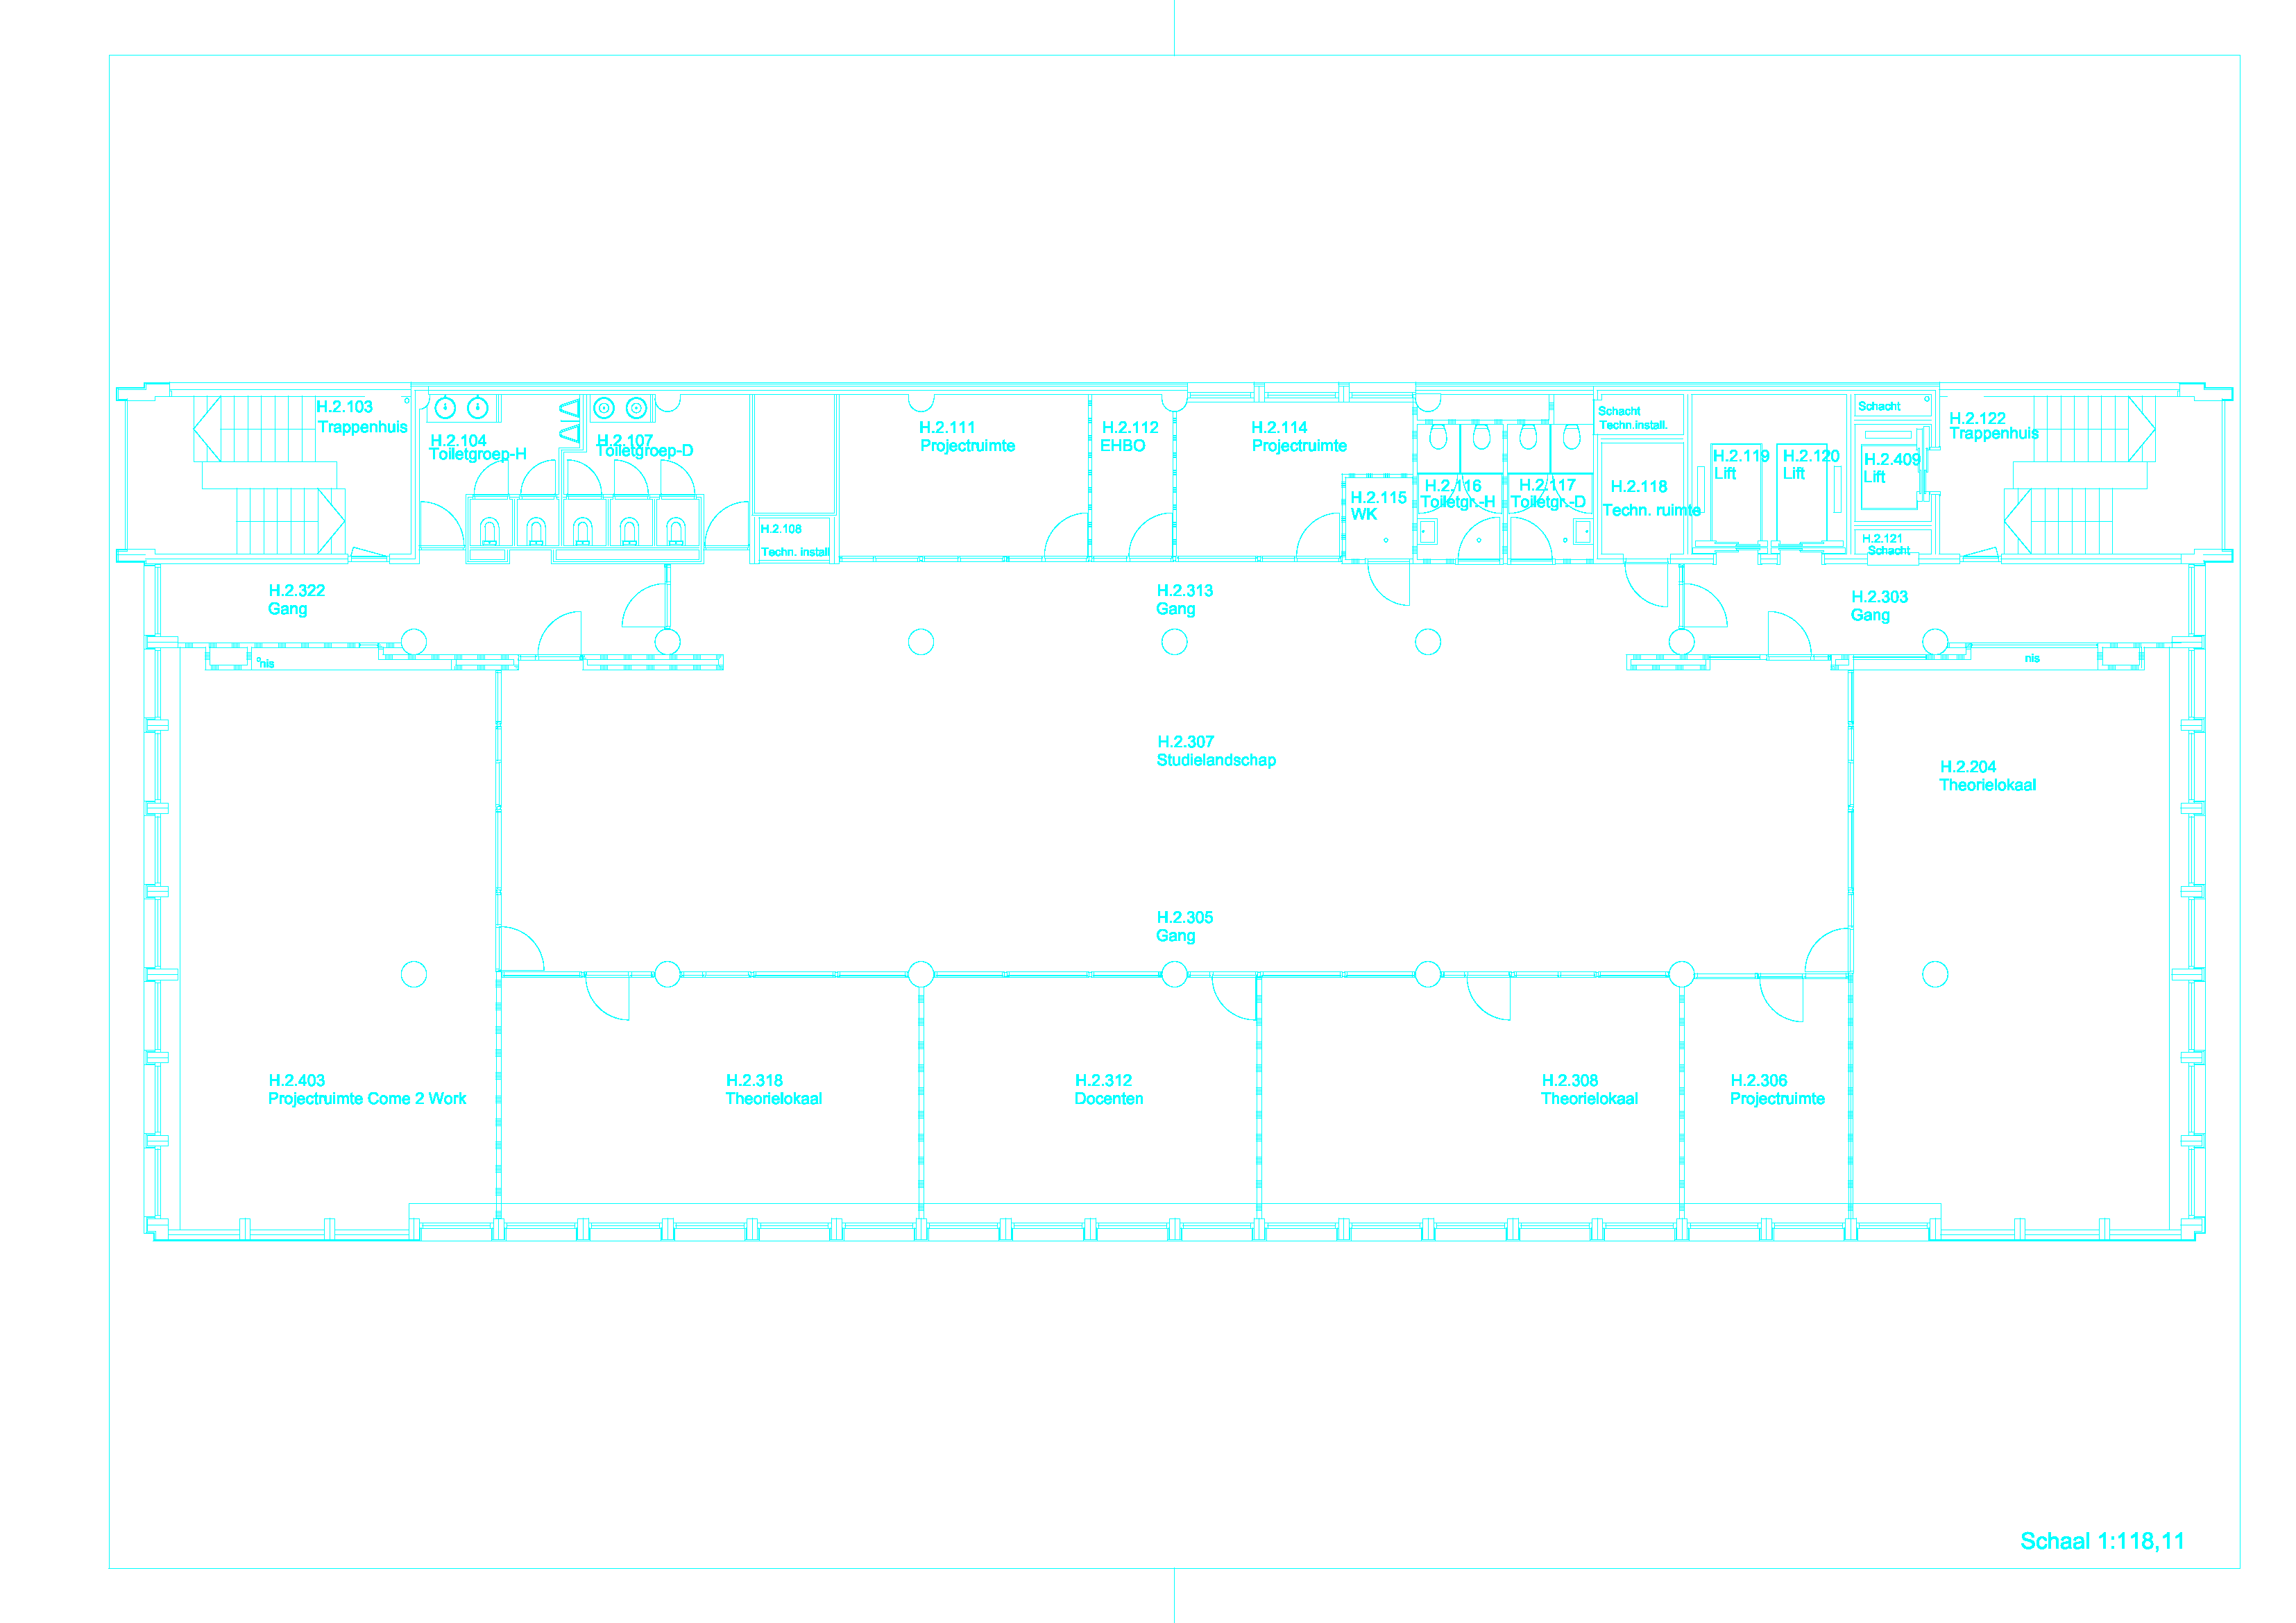 H.2.103
Trappenhuis
H.2.104
Toiletgroep-H
H.2.107
Toiletgroep-D
H.2.108
Techn. install
H.2.111
Projectruimte
H.2.112
EHBO
H.2.114
Projectruimte
H.2.115
WK
H.2.116
Toiletgr.-H
H.2.117
Toiletgr.-D
Schacht
Techn.install.
H.2.118
Techn. ruimte
H.2.119
Lift
H.2.120
Lift
Schacht
H.2.409
Lift
H.2.121
Schacht
H.2.122
Trappenhuis
H.2.322
Gang
H.2.313
Gang
H.2.303
Gang
nis
nis
H.2.307
Studielandschap
H.2.204
Theorielokaal
H.2.305
Gang
H.2.403
Projectruimte Come 2 Work
H.2.318
Theorielokaal
H.2.312
Docenten
H.2.308
Theorielokaal
H.2.306
Projectruimte
Schaal 1:118,11